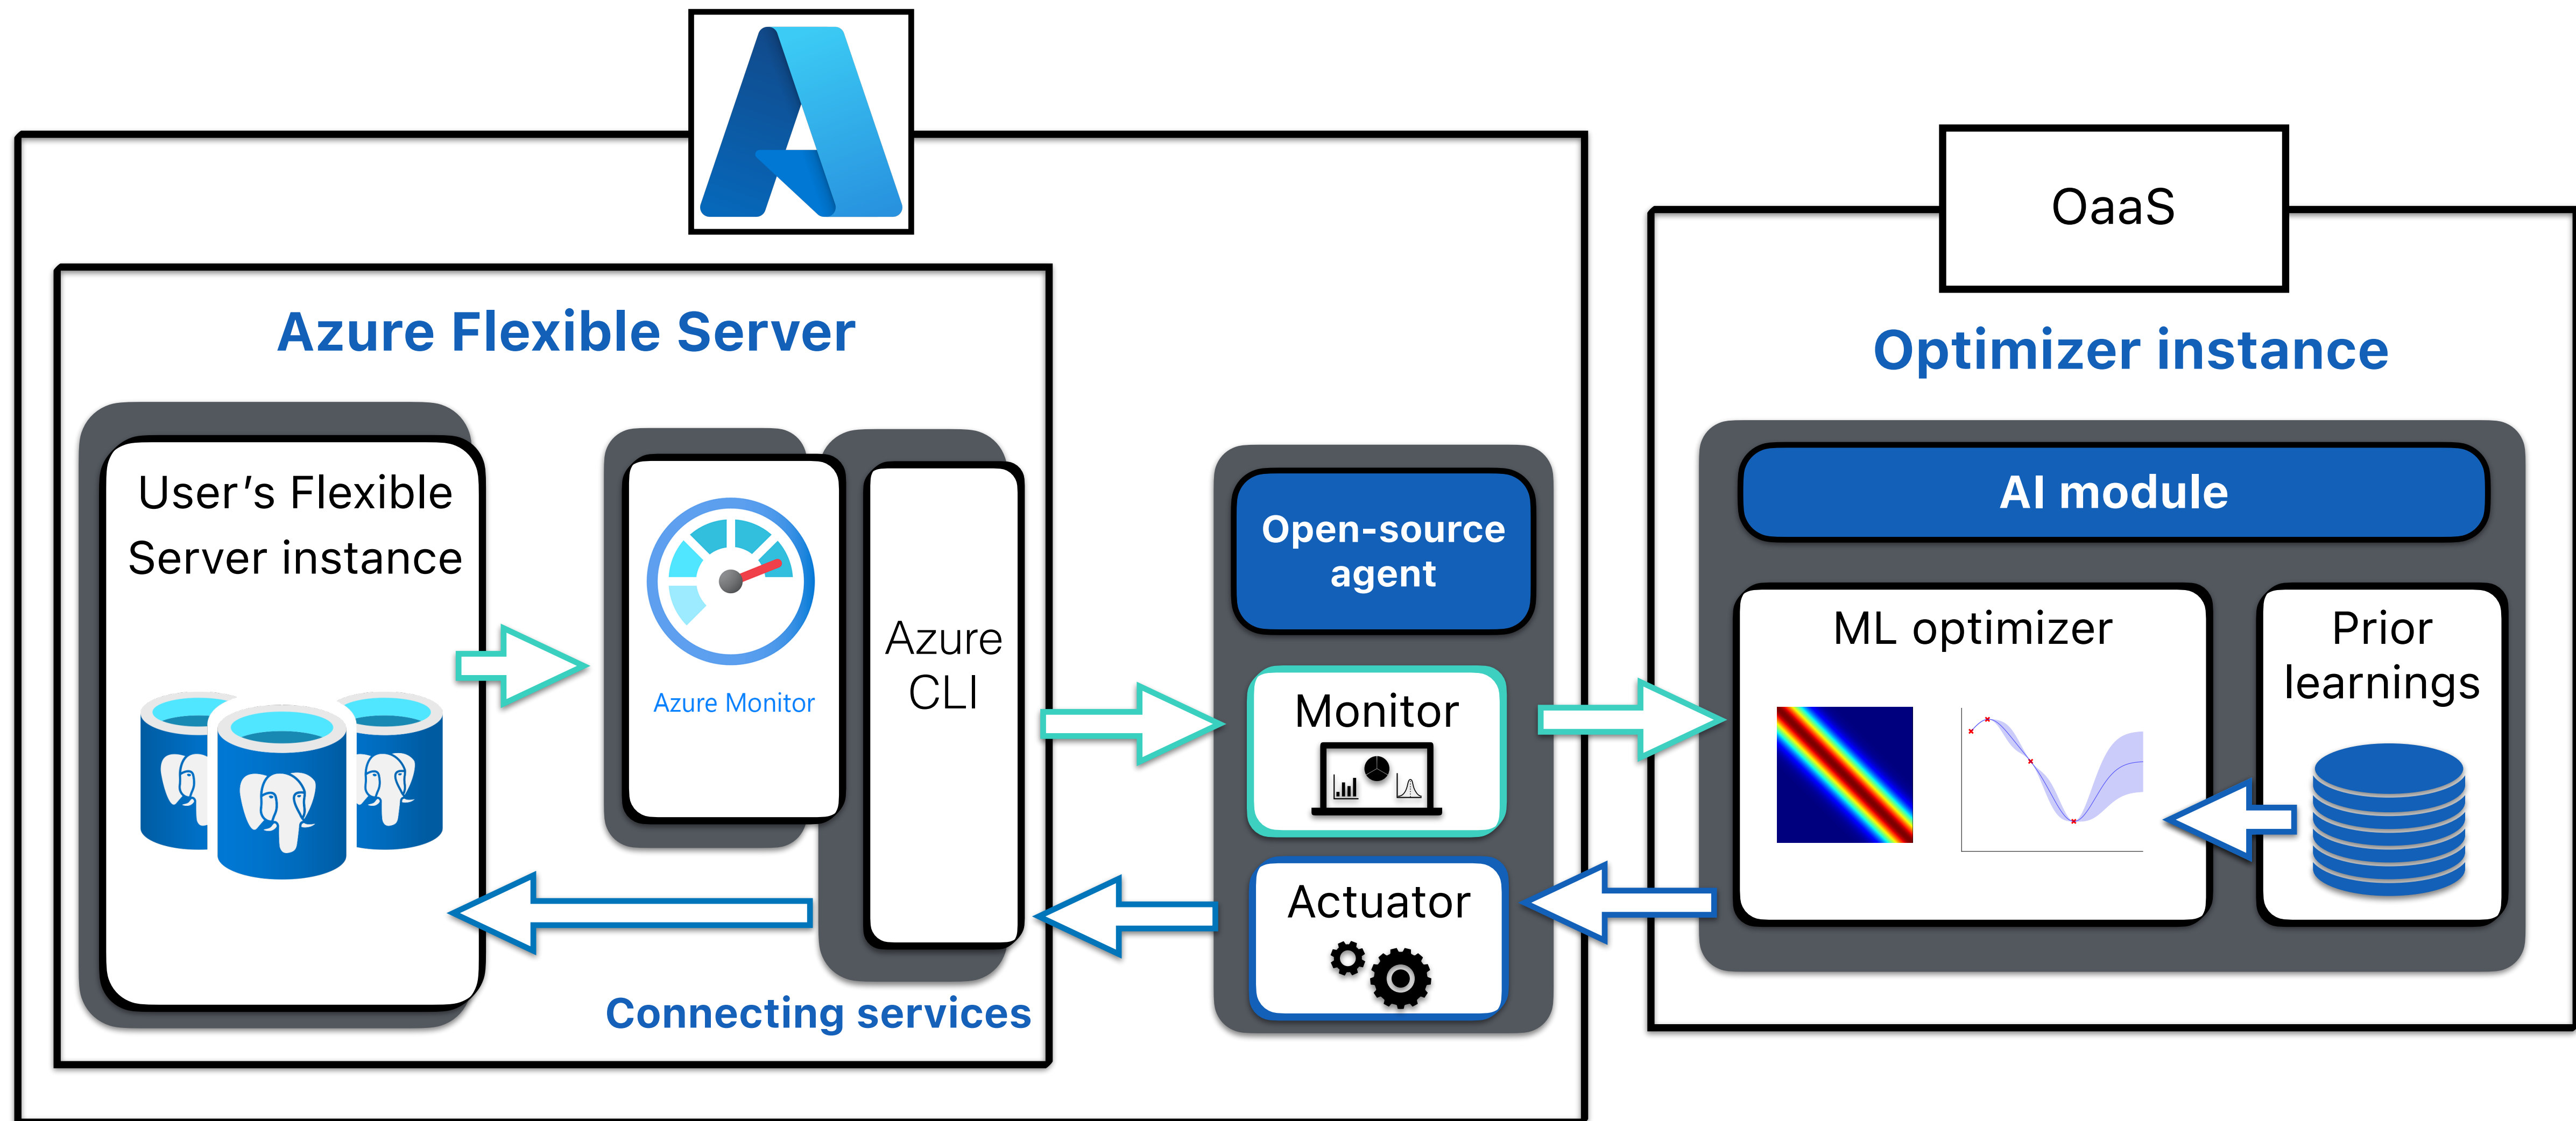 OaaS
Azure Flexible Server
Optimizer instance
User’s Flexible
Server instance
Azure Monitor
Azure
CLI
Connecting services
Open-source
agent
Monitor
Actuator
AI module
ML optimizer
Prior
learnings